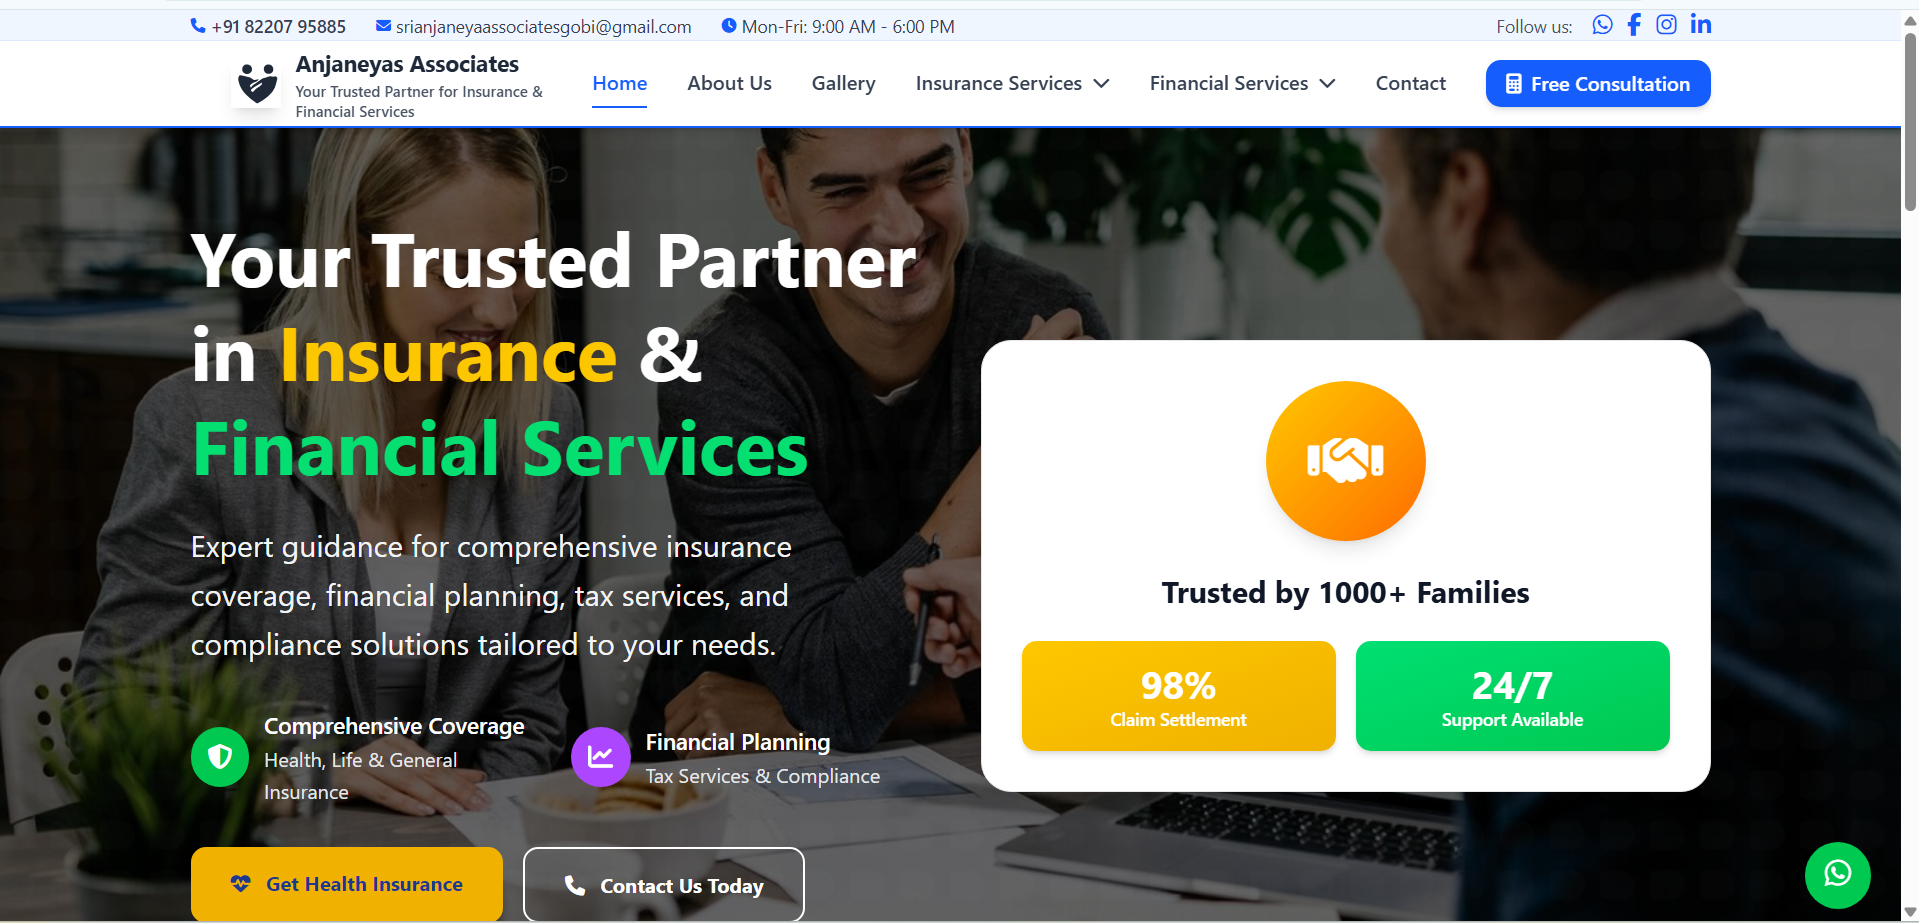 +91 82207 95885
srianjaneyaassociatesgobi@gmail.com
Mon-Fri: 9:00 AM - 6:00 PM
Follow us:
Anjaneyas Associates
Your Trusted Partner for Insurance &
Financial Services
Home
About Us
Gallery
Insurance Services
Financial Services
Contact
Free Consultation
Your Trusted Partner
in Insurance &
Financial Services
Expert guidance for comprehensive insurance
coverage, financial planning, tax services, and
compliance solutions tailored to your needs.
Comprehensive Coverage
Health, Life & General
Insurance
Financial Planning
Tax Services & Compliance
Get Health Insurance
Contact Us Today
Trusted by 1000+ Families
98%
Claim Settlement
24/7
Support Available